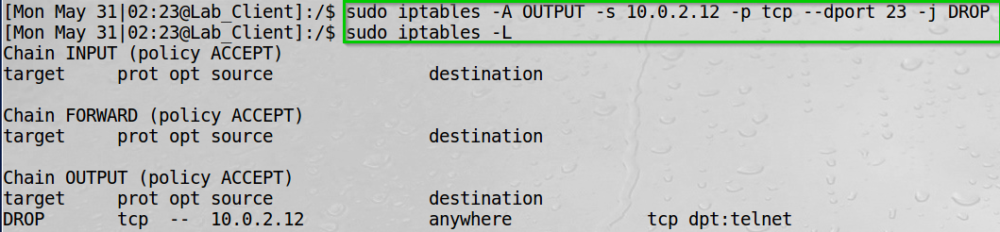 [Mon May 31|02:23@Lab_Client]:/$ sudo iptables -A OUTPUT -s 10.0.2.12 -p tcp --dport 23 -j DROP
[Mon May 31|02:23@Lab_Client]:/$ sudo iptables -L
Chain INPUT (policy ACCEPT)
target     prot opt source               destination

Chain FORWARD (policy ACCEPT)
target     prot opt source               destination

Chain OUTPUT (policy ACCEPT)
target     prot opt source               destination
DROP       tcp  --  10.0.2.12            anywhere             tcp dpt:telnet